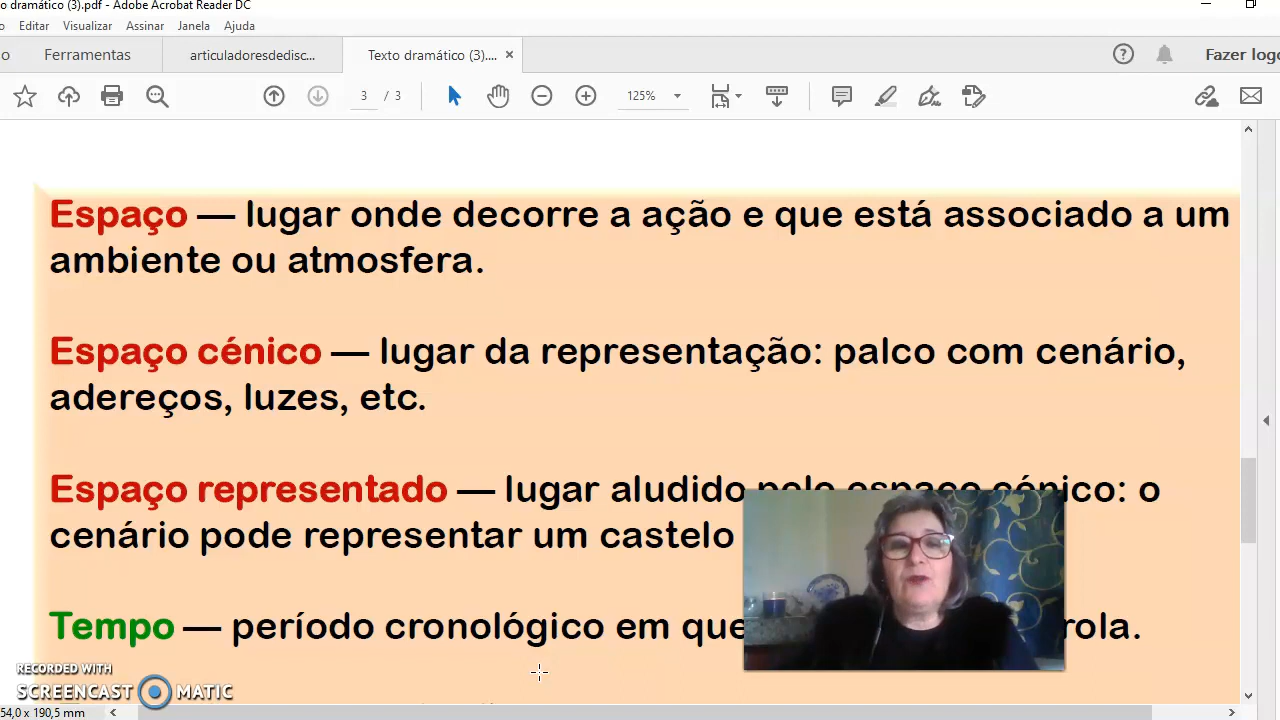 o dramático (3).pdf - Adobe Acrobat Reader DC
Editar Visualizar Assinar Janela Ajuda
Ferramentas articuladoresdedisc... Texto dramático (3).... × Fazer logo
3 / 3 125%
Espaço — lugar onde decorre a ação e que está associado a um
ambiente ou atmosfera.
Espaço cénico — lugar da representação: palco com cenário,
adereços, luzes, etc.
Espaço representado — lugar aludido pelo espaço cénico: o
cenário pode representar um castelo
Tempo — período cronológico em que rola.
RECORDED WITH
SCREENCAST MATIC
54,0 x 190,5 mm